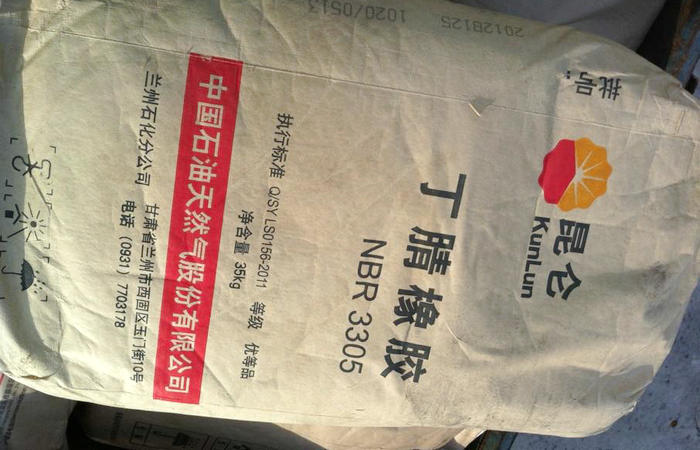 批号:
2012B125 1020/0513
昆仑
KunLun
丁腈橡胶
NBR 3305
执行标准 Q/SY LS0156-2011 等级 优等品
净含量 35kg
中国石油天然气股份有限公司
兰州石化分公司 甘肃省兰州市西固区玉门街10号
电话 (0931) 7703178